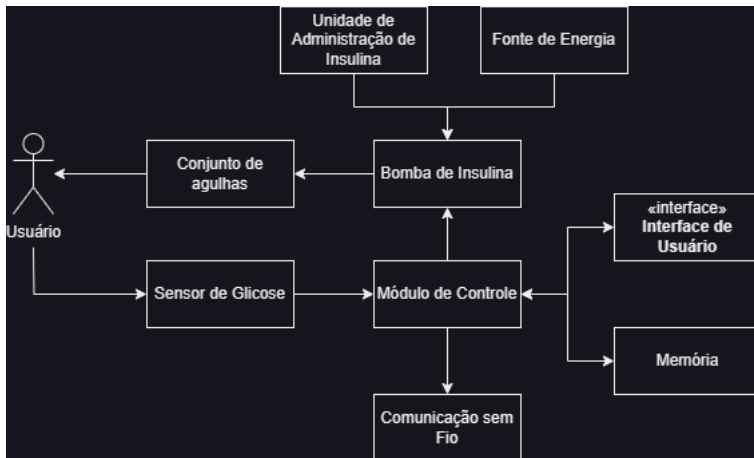 Unidade de
Administração de
Insulina
Fonte de Energia
Conjunto de
agulhas
Bomba de Insulina
«interface»
Interface de
Usuário
Usuário
Sensor de Glicose
Módulo de Controle
Memória
Comunicação sem
Fio